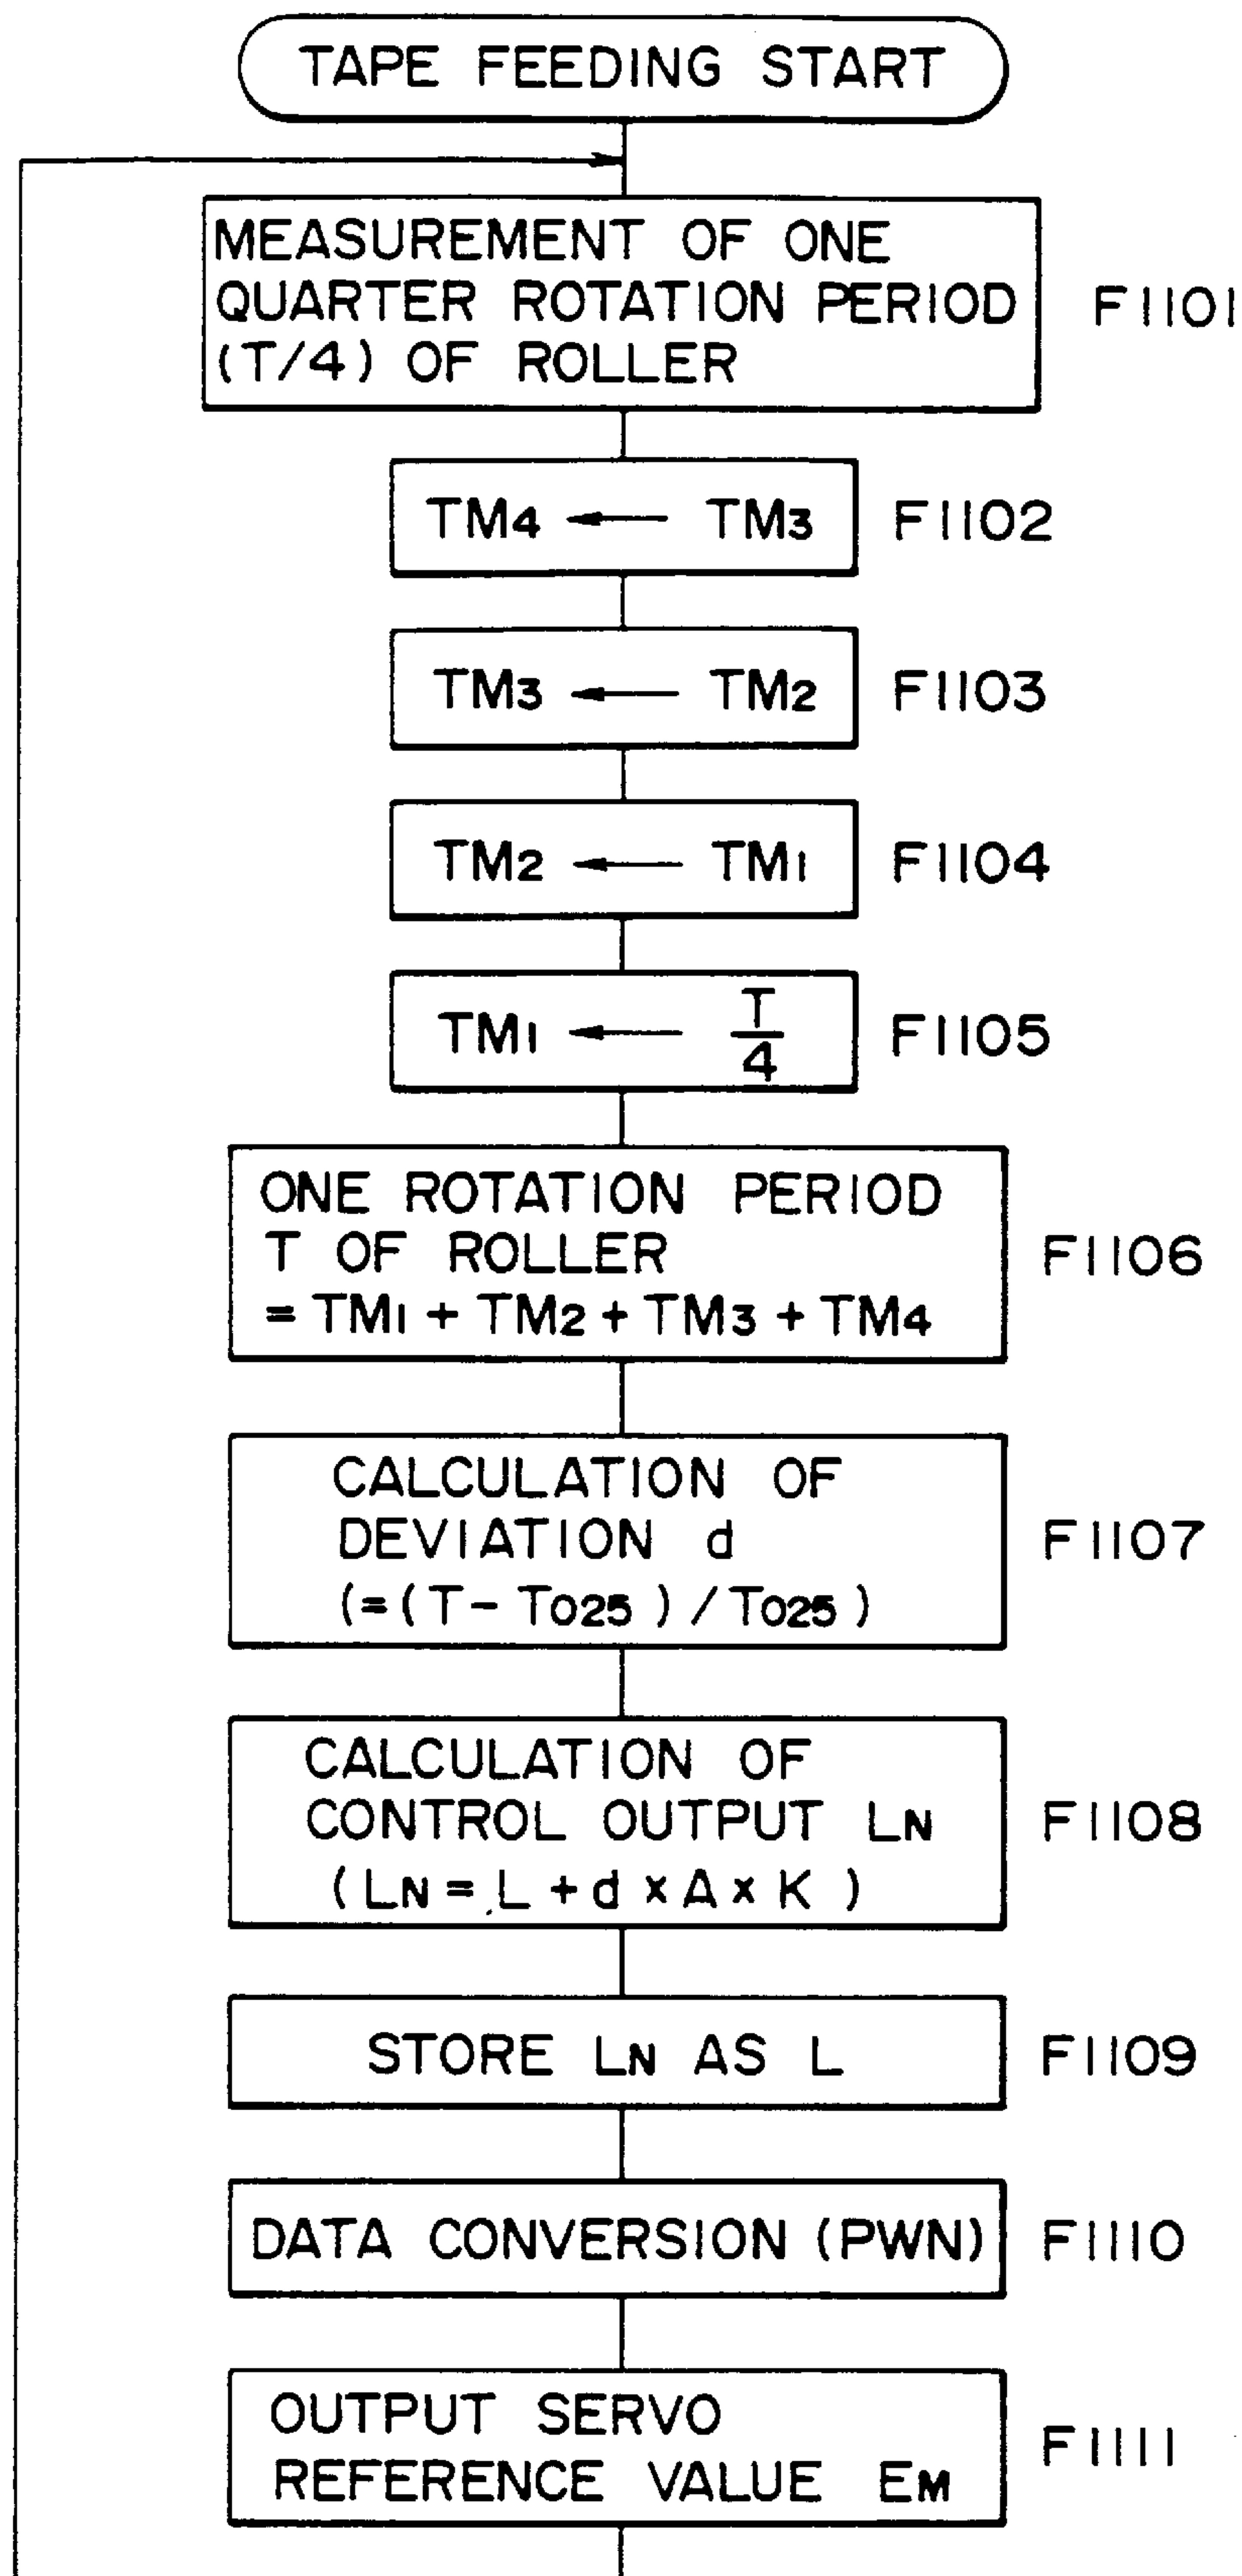 TAPE FEEDING START
MEASUREMENT OF ONE
QUARTER ROTATION PERIOD
(T/4) OF ROLLER
F1101
TM4 ← TM3
F1102
TM3 ← TM2
F1103
TM2 ← TM1
F1104
TM1 ← T/4
F1105
ONE ROTATION PERIOD
T OF ROLLER
= TM1 + TM2 + TM3 + TM4
F1106
CALCULATION OF
DEVIATION d
(=(T - T025) / T025)
F1107
CALCULATION OF
CONTROL OUTPUT LN
(LN = L + d × A × K)
F1108
STORE LN AS L
F1109
DATA CONVERSION (PWN)
F1110
OUTPUT SERVO
REFERENCE VALUE EM
F1111